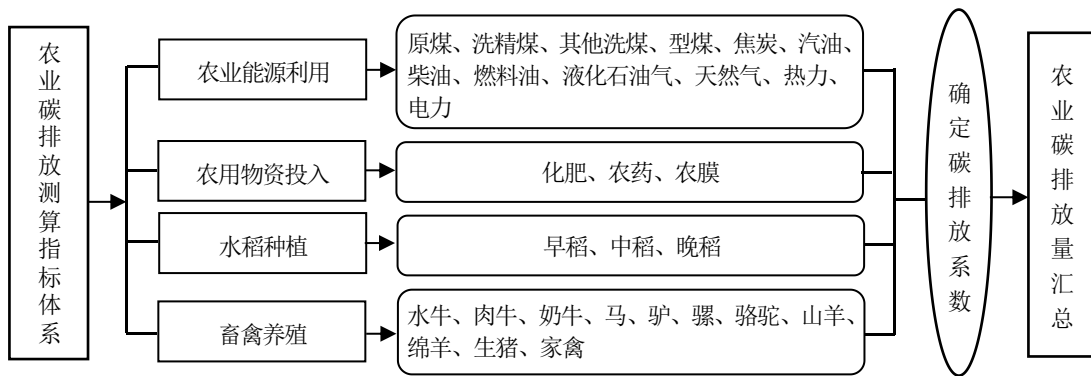 农业碳排放测算指标体系
农业能源利用
原煤、洗精煤、其他洗煤、型煤、焦炭、汽油、
柴油、燃料油、液化石油气、天然气、热力、
电力
农用物资投入
化肥、农药、农膜
水稻种植
早稻、中稻、晚稻
畜禽养殖
水牛、肉牛、奶牛、马、驴、骡、骆驼、山羊、
绵羊、生猪、家禽
确定碳排放系数
农业碳排放量汇总